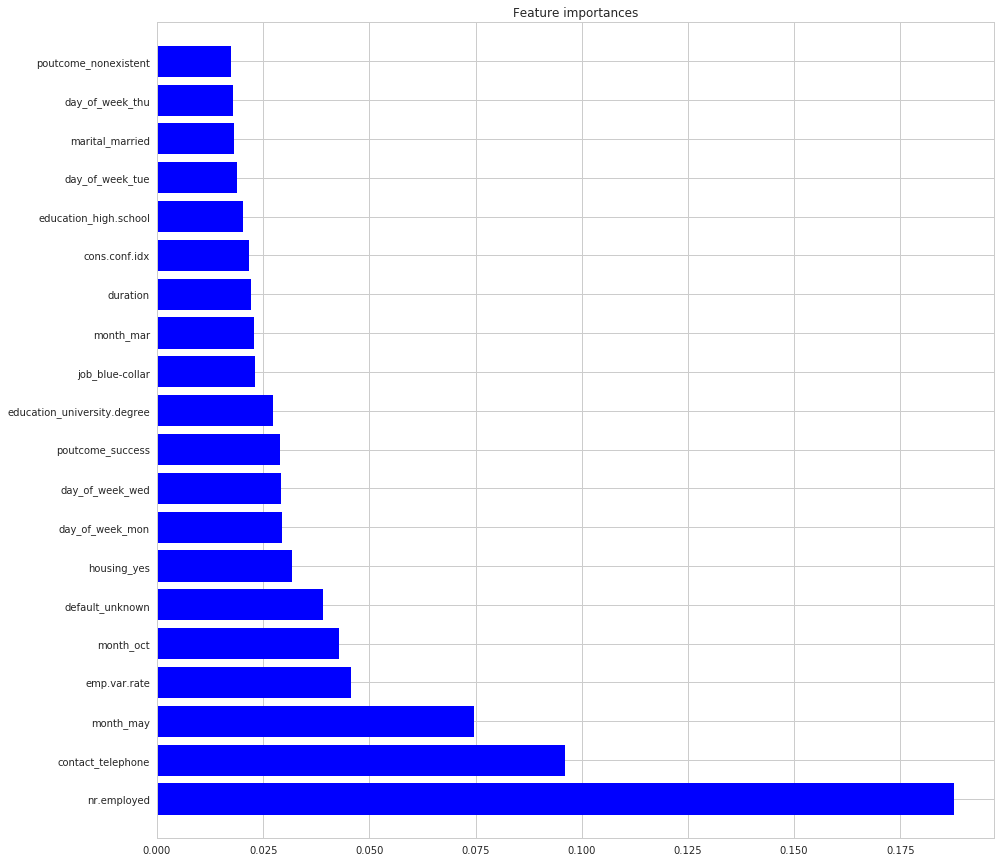 Feature importances
poutcome_nonexistent
day_of_week_thu
marital_married
day_of_week_tue
education_high.school
cons.conf.idx
duration
month_mar
job_blue-collar
education_university.degree
poutcome_success
day_of_week_wed
day_of_week_mon
housing_yes
default_unknown
month_oct
emp.var.rate
month_may
contact_telephone
nr.employed
0.000 0.025 0.050 0.075 0.100 0.125 0.150 0.175